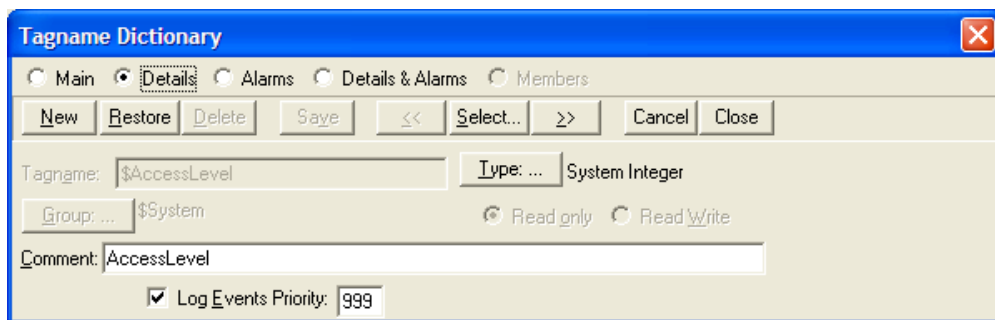 Tagname Dictionary
Main Details Alarms Details & Alarms Members
New Restore Delete Save << Select... >> Cancel Close
Tagname: $AccessLevel Type: ... System Integer
Group: ... $System Read only Read Write
Comment: AccessLevel
Log Events Priority: 999